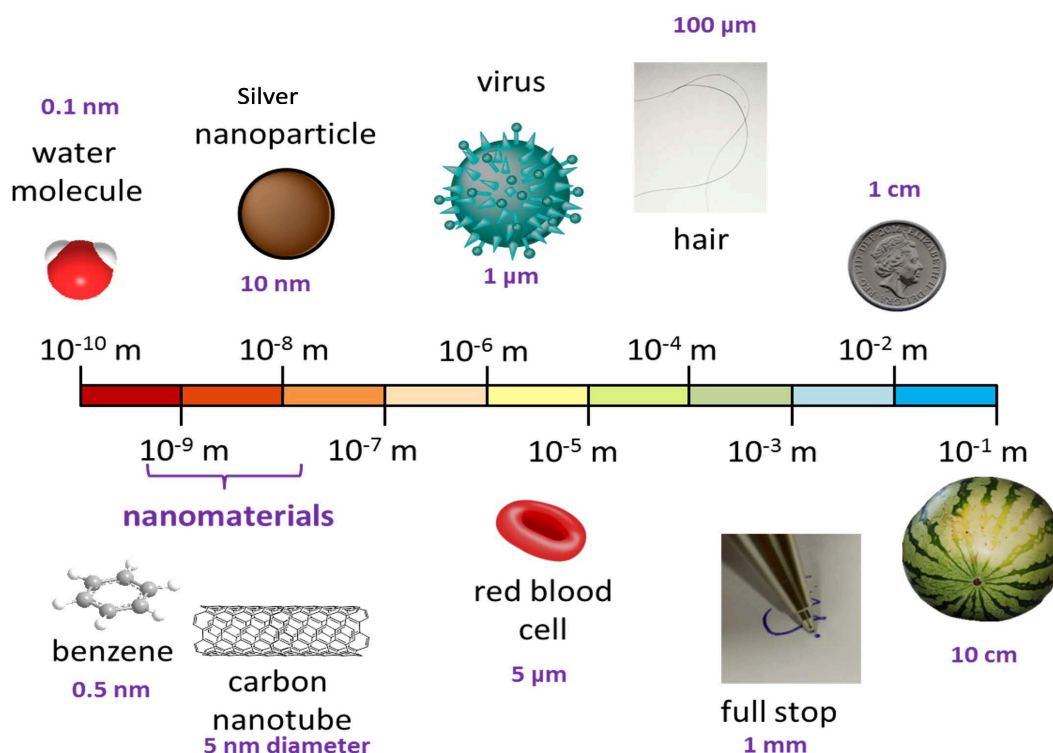 100 µm
0.1 nm
water
molecule
Silver
nanoparticle
10 nm
virus
1 µm
hair
1 cm
10⁻¹⁰ m
10⁻⁸ m
10⁻⁶ m
10⁻⁴ m
10⁻² m
10⁻⁹ m
10⁻⁷ m
10⁻⁵ m
10⁻³ m
10⁻¹ m
nanomaterials
benzene
0.5 nm
carbon
nanotube
5 nm diameter
red blood
cell
5 µm
full stop
1 mm
10 cm